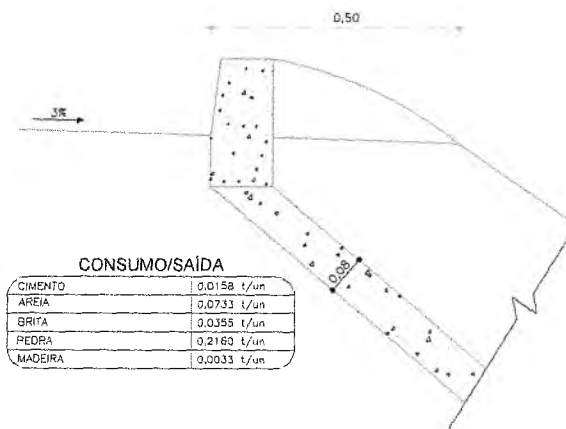 0,50
3%
0,08
CONSUMO/SAÍDA
CIMENTO 0,0158 t/un
AREIA 0,0733 t/un
BRITA 0,0355 t/un
PEDRA 0,2160 t/un
MADEIRA 0,0033 t/un